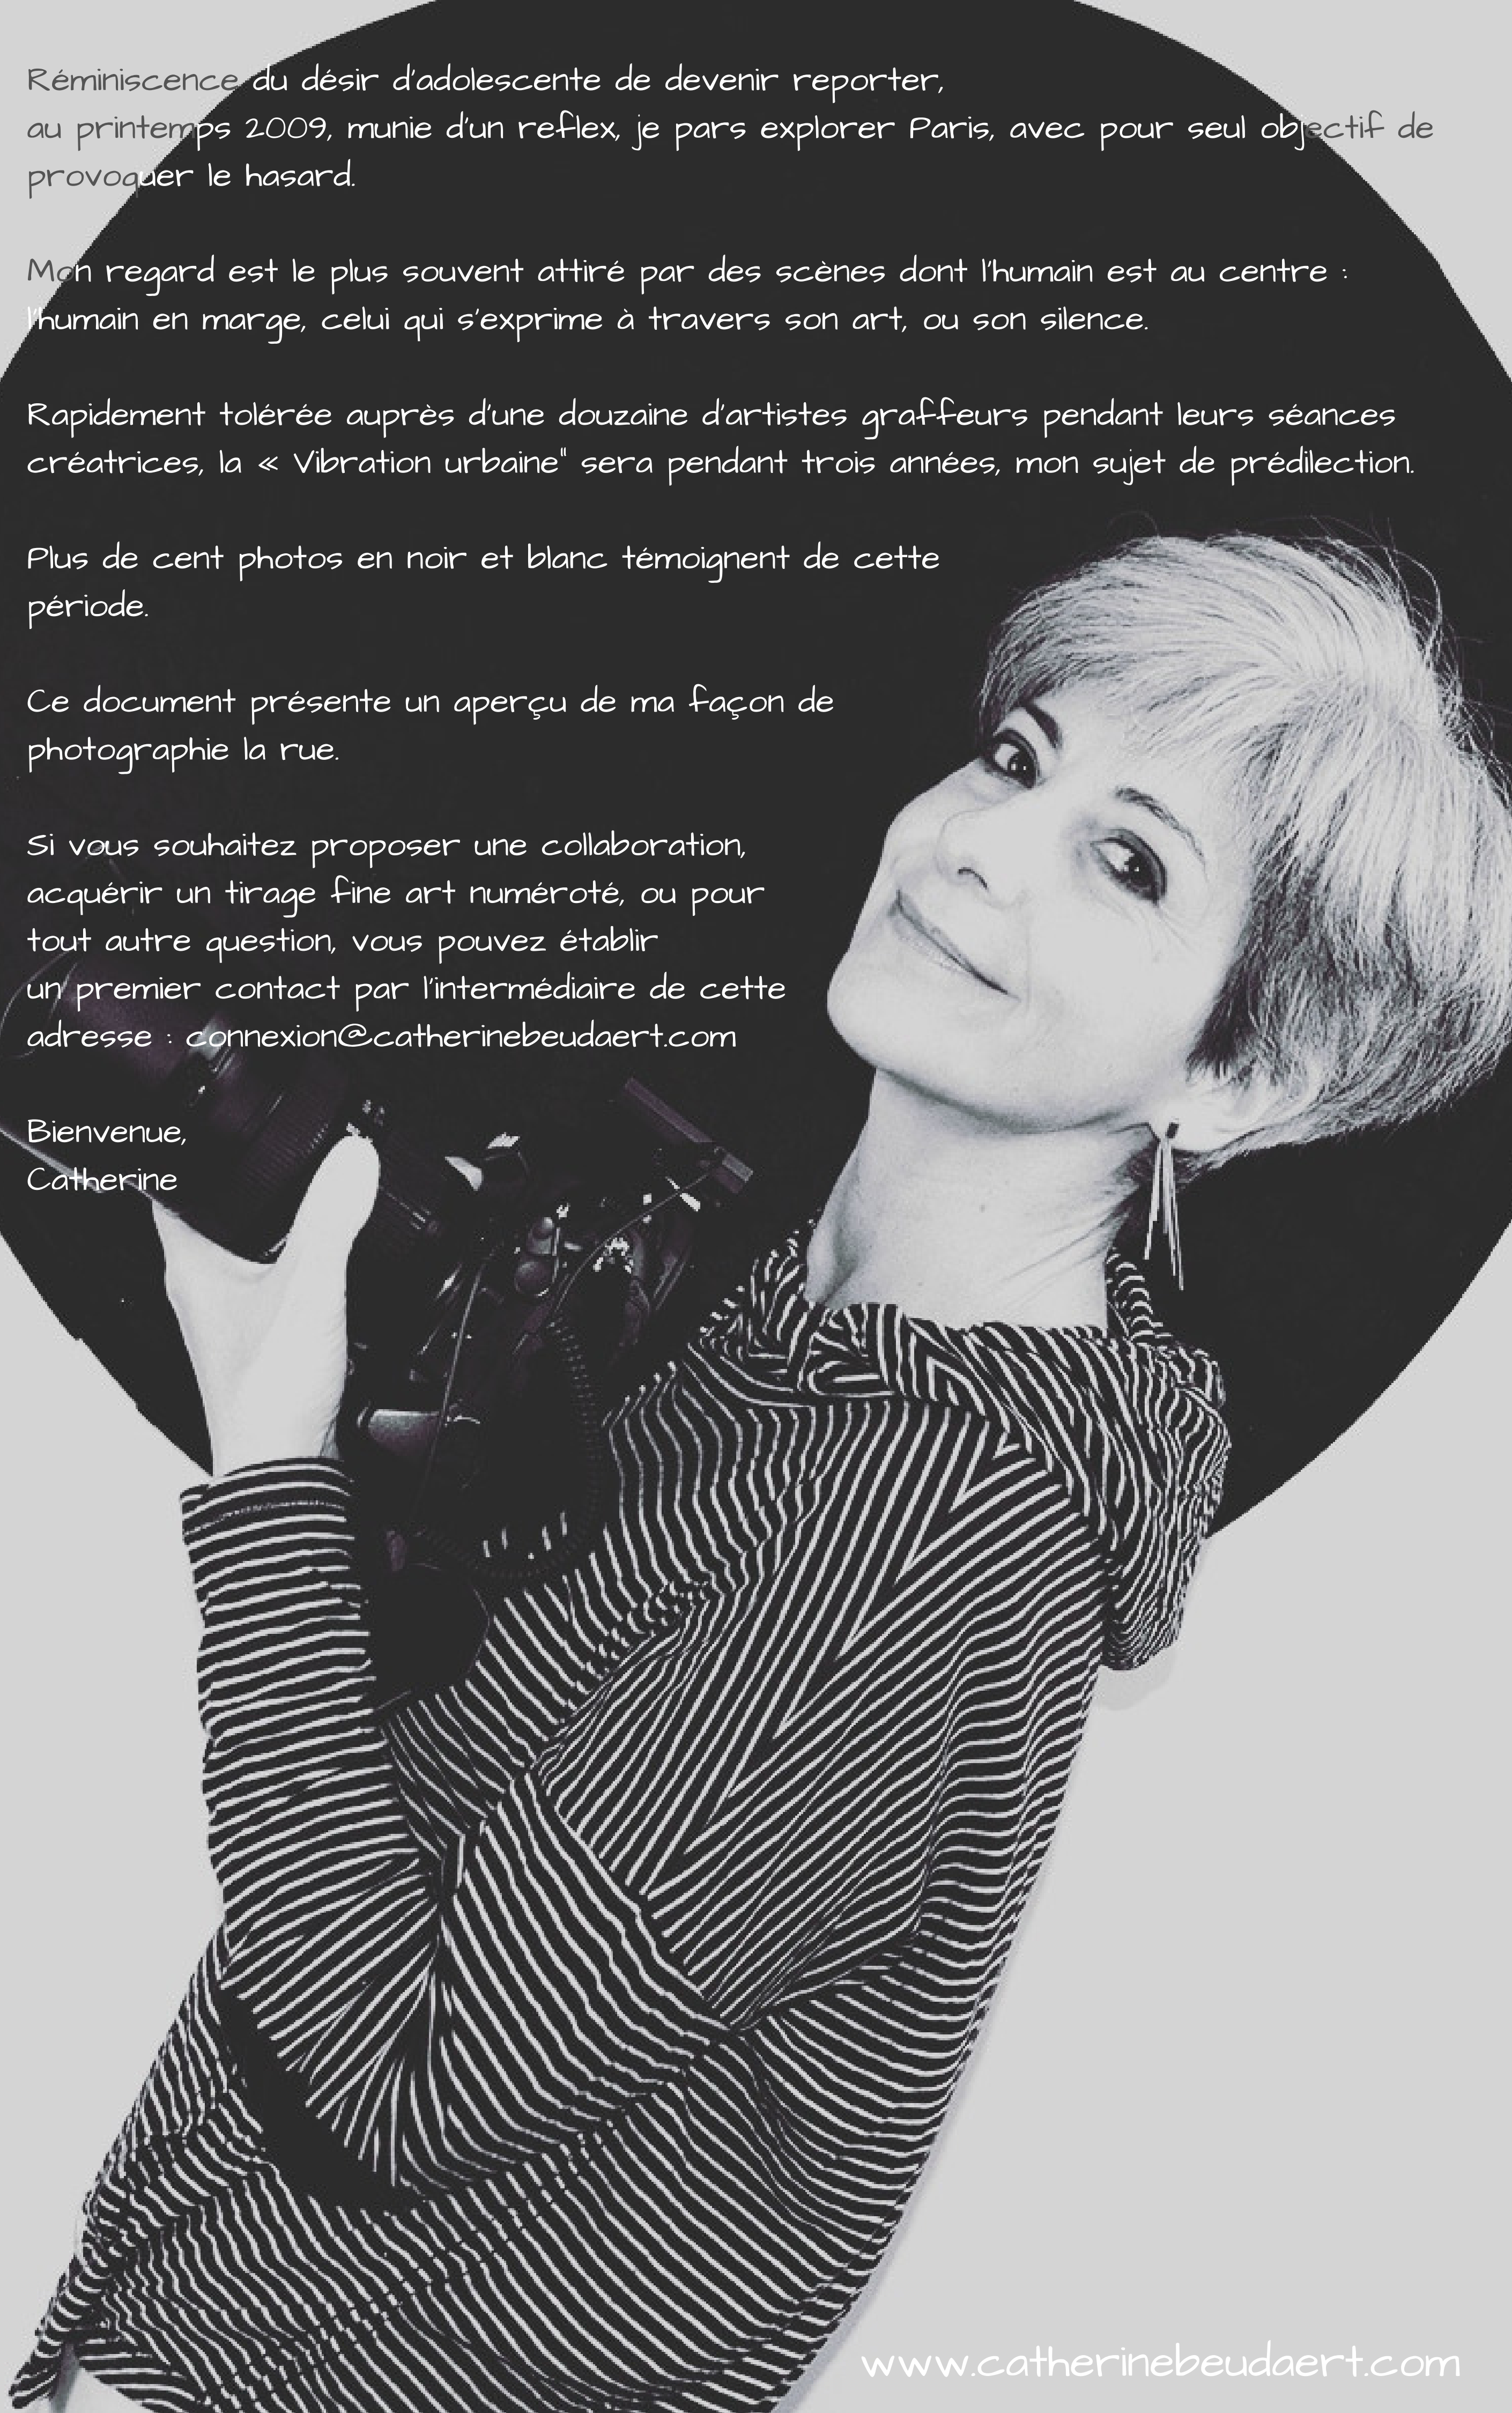 Réminiscence du désir d'adolescente de devenir reporter,
au printemps 2009, munie d'un reflex, je pars explorer Paris, avec pour seul objectif de
provoquer le hasard.
Mon regard est le plus souvent attiré par des scènes dont l'humain est au centre :
l'humain en marge, celui qui s'exprime à travers son art, ou son silence.
Rapidement tolérée auprès d'une douzaine d'artistes graffeurs pendant leurs séances
créatrices, la « Vibration urbaine" sera pendant trois années, mon sujet de prédilection.
Plus de cent photos en noir et blanc témoignent de cette
période.
Ce document présente un aperçu de ma façon de
photographie la rue.
Si vous souhaitez proposer une collaboration,
acquérir un tirage fine art numéroté, ou pour
tout autre question, vous pouvez établir
un premier contact par l'intermédiaire de cette
adresse : connexion@catherinebeudaert.com
Bienvenue,
Catherine
www.catherinebeudaert.com